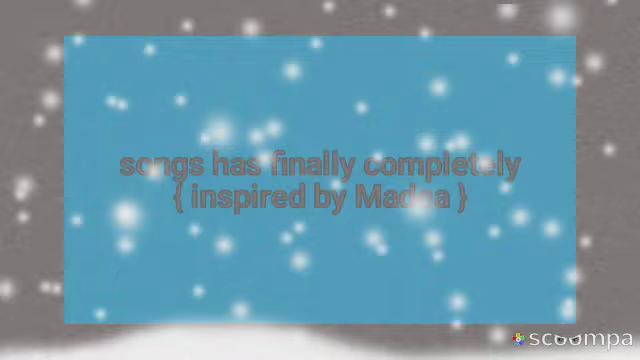 songs has finally completely
{ inspired by }
scoompa